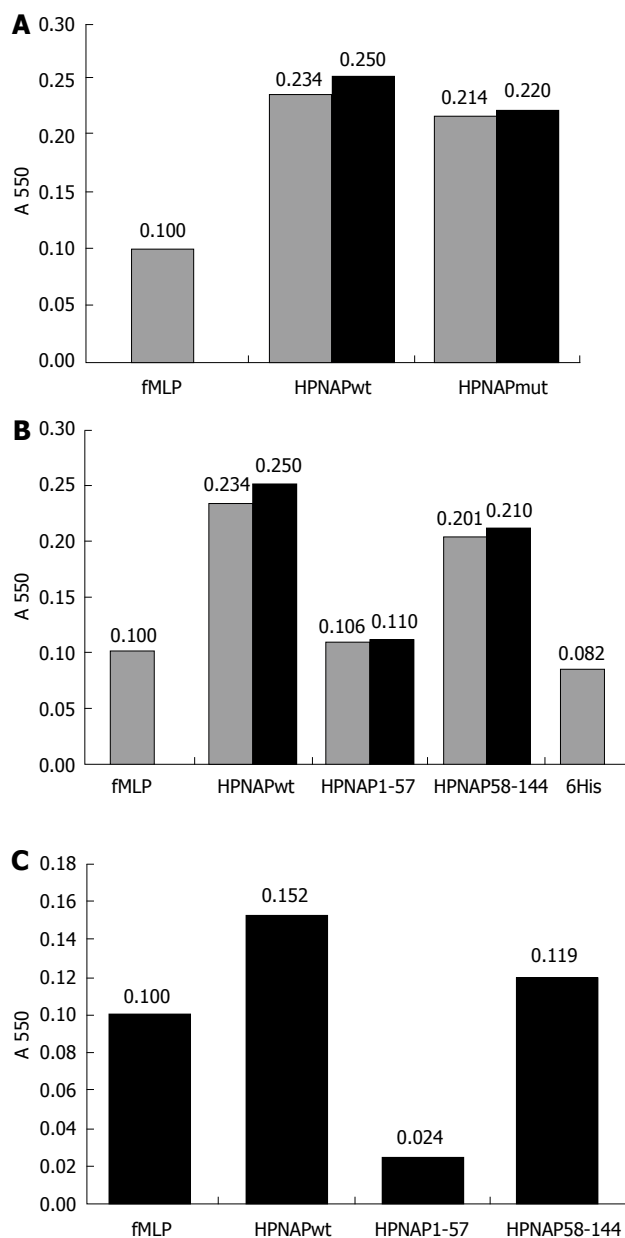 A
0.30
0.25
0.20
0.15
0.10
0.05
0.00
A 550
0.100
0.234
0.250
0.214
0.220
fMLP
HPNAPwt
HPNAPmut
B
0.30
0.25
0.20
0.15
0.10
0.05
0.00
A 550
0.100
0.234
0.250
0.106
0.110
0.201
0.210
0.082
fMLP
HPNAPwt
HPNAP1-57
HPNAP58-144
6His
C
0.18
0.16
0.14
0.12
0.10
0.08
0.06
0.04
0.02
0.00
A 550
0.100
0.152
0.024
0.119
fMLP
HPNAPwt
HPNAP1-57
HPNAP58-144